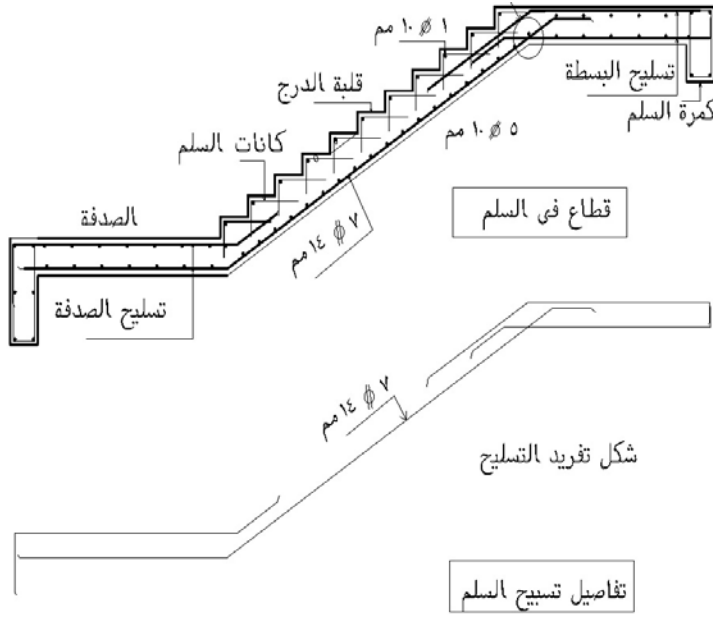 ١ ⌀ ١٠ مم
قلبة الدرج
تسليح البسطة
كمرة السلم
كانات السلم
٥ ⌀ ١٠ مم
الصدفة
قطاع فى السلم
٧ ⌀ ١٤ مم
تسليح الصدفة
٧ ⌀ ١٤ مم
شكل تفريد التسليح
تفاصيل تسييح السلم